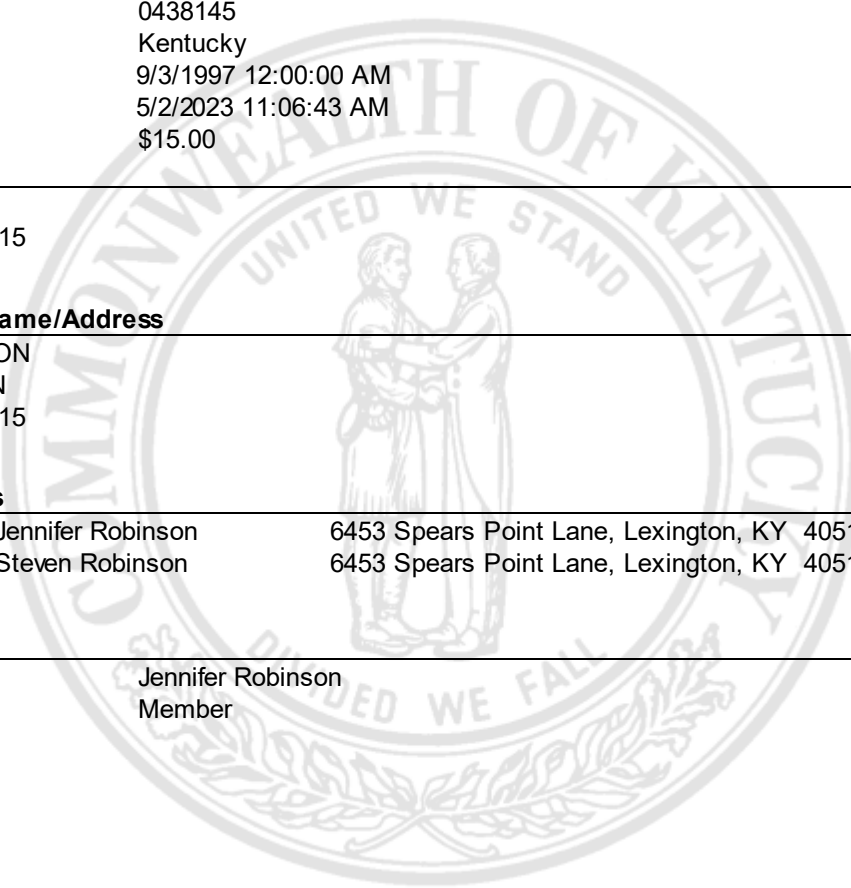 0438145
Kentucky
9/3/1997 12:00:00 AM
5/2/2023 11:06:43 AM
$15.00
15
ame/Address
ON
N
15
s
Jennifer Robinson 6453 Spears Point Lane, Lexington, KY 4051
Steven Robinson 6453 Spears Point Lane, Lexington, KY 4051
Jennifer Robinson
Member
COMMONWEALTH OF KENTUCKY
UNITED WE STAND
DIVIDED WE FALL